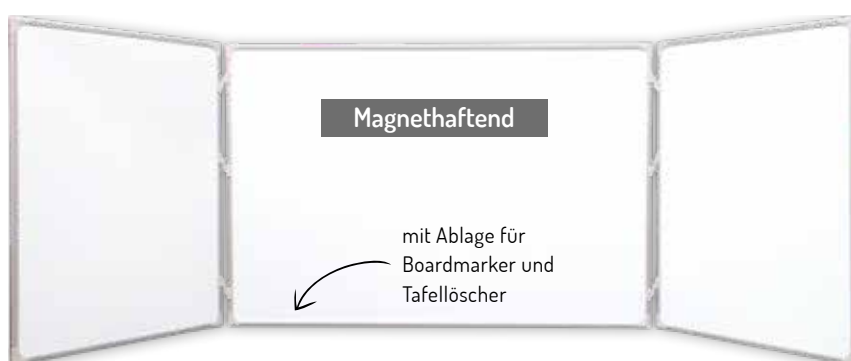 Magnethaftend
mit Ablage für
Boardmarker und
Tafellöscher